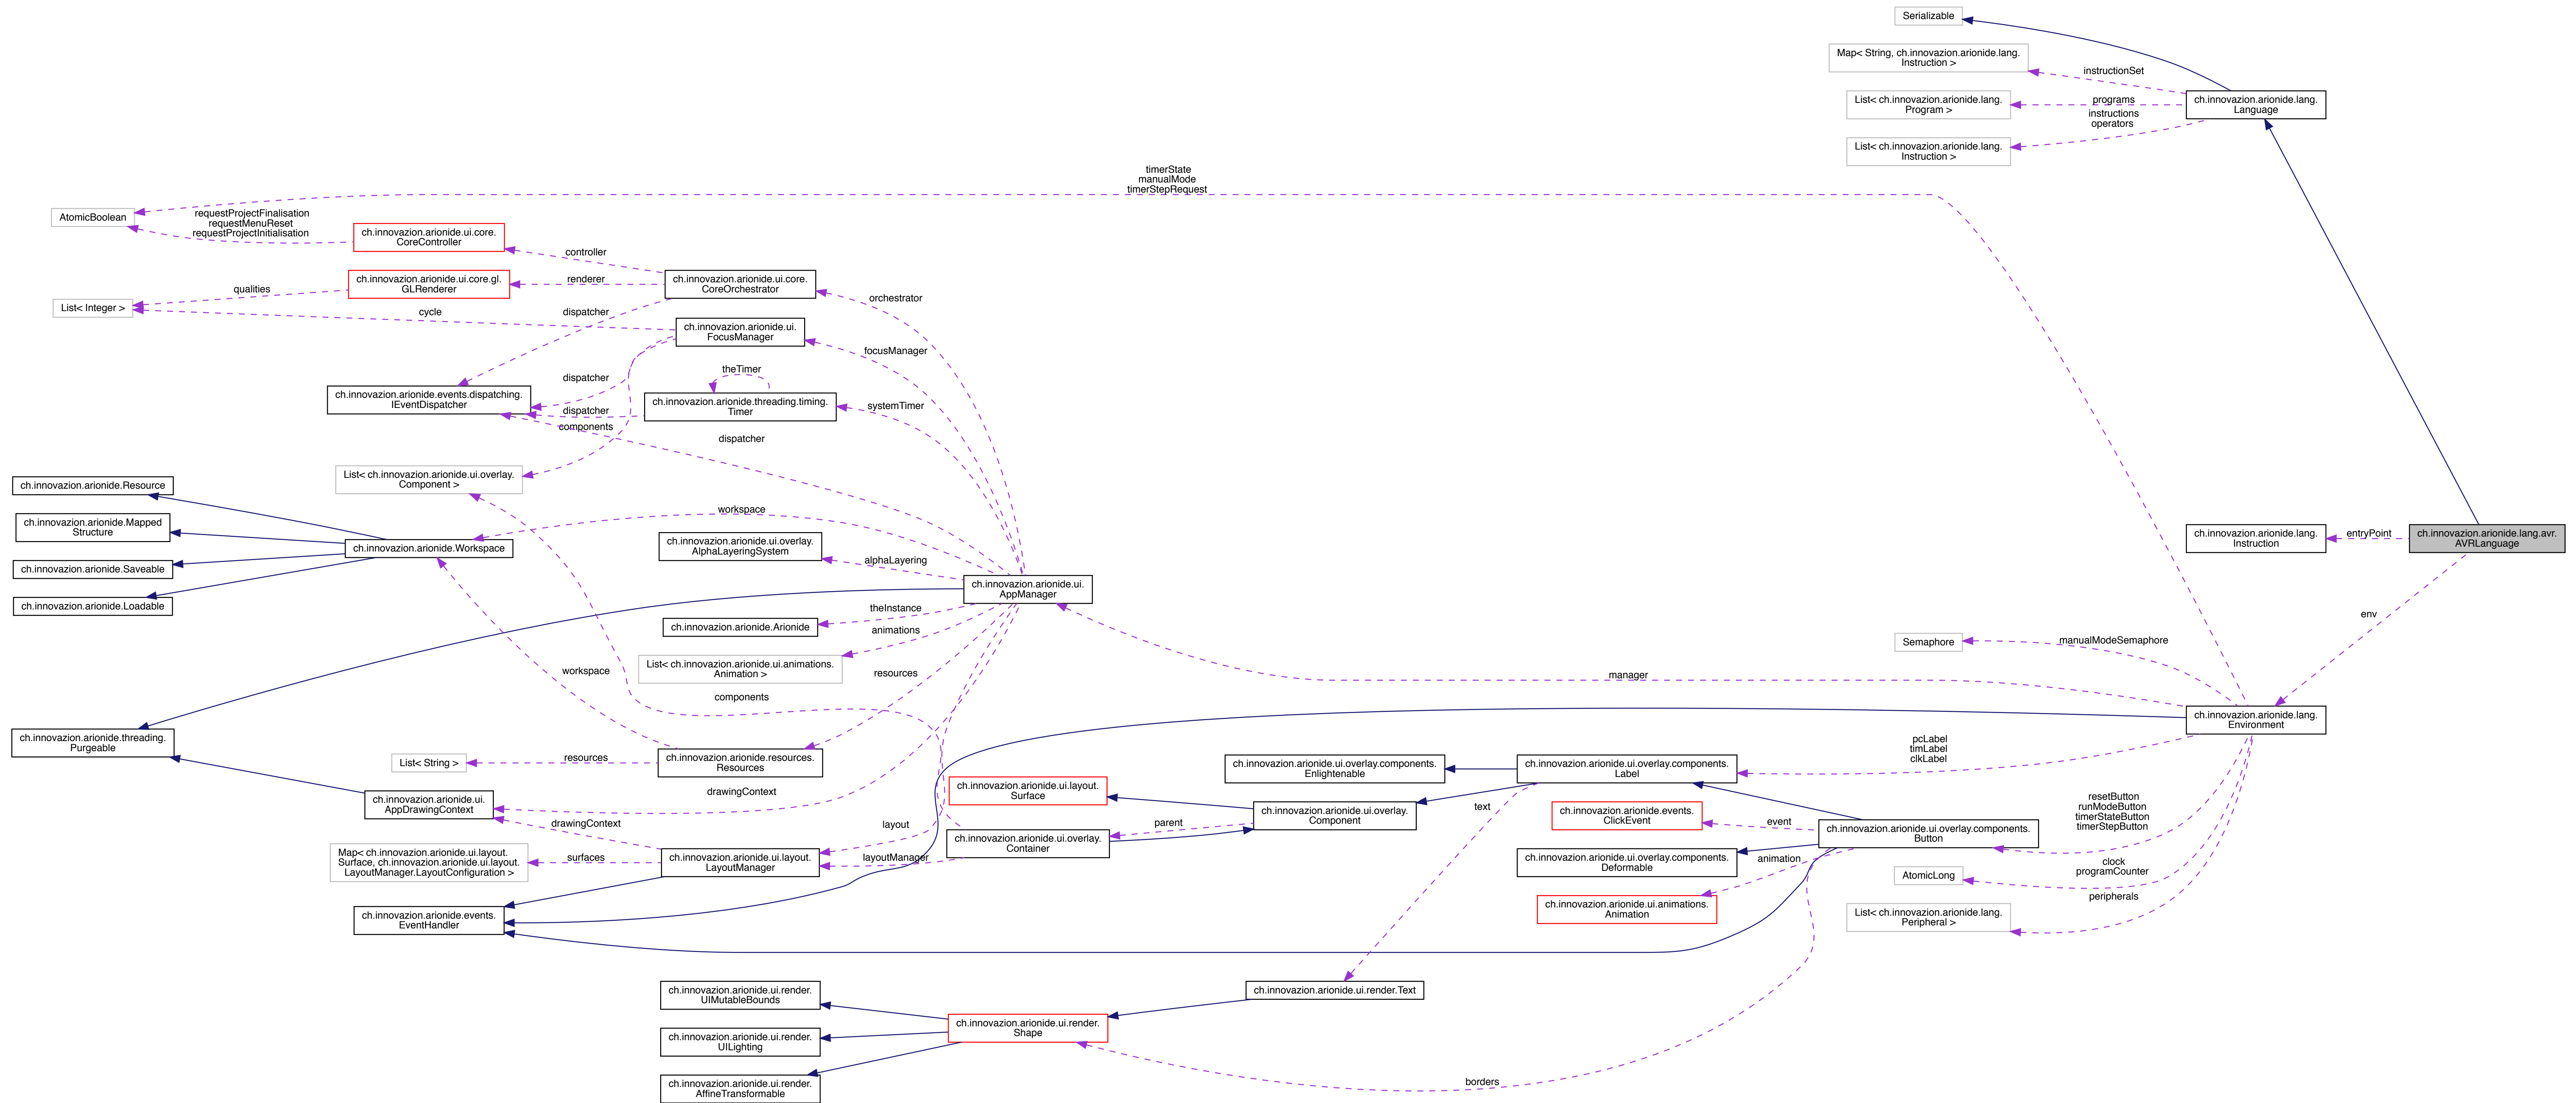 Serializable
Map< String, ch.innovazion.arionide.lang.
Instruction >
instructionSet
List< ch.innovazion.arionide.lang.
Program >
programs
ch.innovazion.arionide.lang.
Language
instructions
operators
List< ch.innovazion.arionide.lang.
Instruction >
timerState
manualMode
timerStepRequest
AtomicBoolean
requestProjectFinalisation
requestMenuReset
requestProjectInitialisation
ch.innovazion.arionide.ui.core.
CoreController
controller
ch.innovazion.arionide.ui.core.gl.
GLRenderer
renderer
ch.innovazion.arionide.ui.core.
CoreOrchestrator
qualities
orchestrator
List< Integer >
cycle
dispatcher
ch.innovazion.arionide.ui.
FocusManager
focusManager
theTimer
dispatcher
ch.innovazion.arionide.events.dispatching.
IEventDispatcher
ch.innovazion.arionide.threading.timing.
Timer
systemTimer
dispatcher
components
dispatcher
List< ch.innovazion.arionide.ui.overlay.
Component >
ch.innovazion.arionide.Resource
workspace
ch.innovazion.arionide.Mapped
Structure
ch.innovazion.arionide.Workspace
ch.innovazion.arionide.Saveable
ch.innovazion.arionide.Loadable
ch.innovazion.arionide.ui.overlay.
AlphaLayeringSystem
alphaLayering
ch.innovazion.arionide.lang.
Instruction
entryPoint
ch.innovazion.arionide.lang.avr.
AVRLanguage
ch.innovazion.arionide.ui.
AppManager
theInstance
ch.innovazion.arionide.Arionide
animations
env
Semaphore
manualModeSemaphore
List< ch.innovazion.arionide.ui.animations.
Animation >
workspace
resources
manager
components
ch.innovazion.arionide.lang.
Environment
ch.innovazion.arionide.threading.
Purgeable
List< String >
resources
ch.innovazion.arionide.resources.
Resources
pcLabel
timLabel
clkLabel
ch.innovazion.arionide.ui.overlay.components.
Enlightenable
ch.innovazion.arionide.ui.overlay.components.
Label
drawingContext
ch.innovazion.arionide.ui.
AppDrawingContext
ch.innovazion.arionide.ui.layout.
Surface
ch.innovazion.arionide.ui.overlay.
Component
text
ch.innovazion.arionide.events.
ClickEvent
event
resetButton
runModeButton
timerStateButton
timerStepButton
drawingContext
layout
parent
ch.innovazion.arionide.ui.overlay.components.
Button
ch.innovazion.arionide.ui.overlay.
Container
Map< ch.innovazion.arionide.ui.layout.
Surface, ch.innovazion.arionide.ui.layout.
LayoutManager.LayoutConfiguration >
surfaces
ch.innovazion.arionide.ui.layout.
LayoutManager
layoutManager
ch.innovazion.arionide.ui.overlay.components.
Deformable
animation
clock
programCounter
AtomicLong
peripherals
ch.innovazion.arionide.events.
EventHandler
ch.innovazion.arionide.ui.animations.
Animation
List< ch.innovazion.arionide.lang.
Peripheral >
ch.innovazion.arionide.ui.render.
UIMutableBounds
ch.innovazion.arionide.ui.render.Text
ch.innovazion.arionide.ui.render.
Shape
ch.innovazion.arionide.ui.render.
UILighting
ch.innovazion.arionide.ui.render.
AffineTransformable
borders